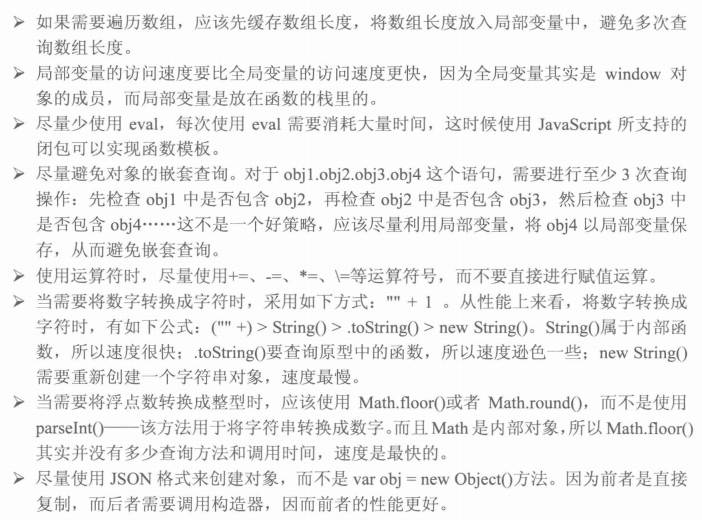 ➢ 如果需要遍历数组，应该先缓存数组长度，将数组长度放入局部变量中，避免多次查
询数组长度。
➢ 局部变量的访问速度要比全局变量的访问速度更快，因为全局变量其实是 window 对
象的成员，而局部变量是放在函数的栈里的。
➢ 尽量少使用 eval，每次使用 eval 需要消耗大量时间，这时候使用 JavaScript 所支持的
闭包可以实现函数模板。
➢ 尽量避免对象的嵌套查询。对于 obj1.obj2.obj3.obj4 这个语句，需要进行至少 3 次查询
操作：先检查 obj1 中是否包含 obj2，再检查 obj2 中是否包含 obj3，然后检查 obj3 中
是否包含 obj4……这不是一个好策略，应该尽量利用局部变量，将 obj4 以局部变量保
存，从而避免嵌套查询。
➢ 使用运算符时，尽量使用+=、-=、*=、\=等运算符号，而不要直接进行赋值运算。
➢ 当需要将数字转换成字符时，采用如下方式："" + 1 。从性能上来看，将数字转换成
字符时，有如下公式：("" +) > String() > .toString() > new String()。String()属于内部函
数，所以速度很快；.toString()要查询原型中的函数，所以速度逊色一些；new String()
需要重新创建一个字符串对象，速度最慢。
➢ 当需要将浮点数转换成整型时，应该使用 Math.floor()或者 Math.round()，而不是使用
parseInt()——该方法用于将字符串转换成数字。而且 Math 是内部对象，所以 Math.floor()
其实并没有多少查询方法和调用时间，速度是最快的。
➢ 尽量使用 JSON 格式来创建对象，而不是 var obj = new Object()方法。因为前者是直接
复制，而后者需要调用构造器，因而前者的性能更好。